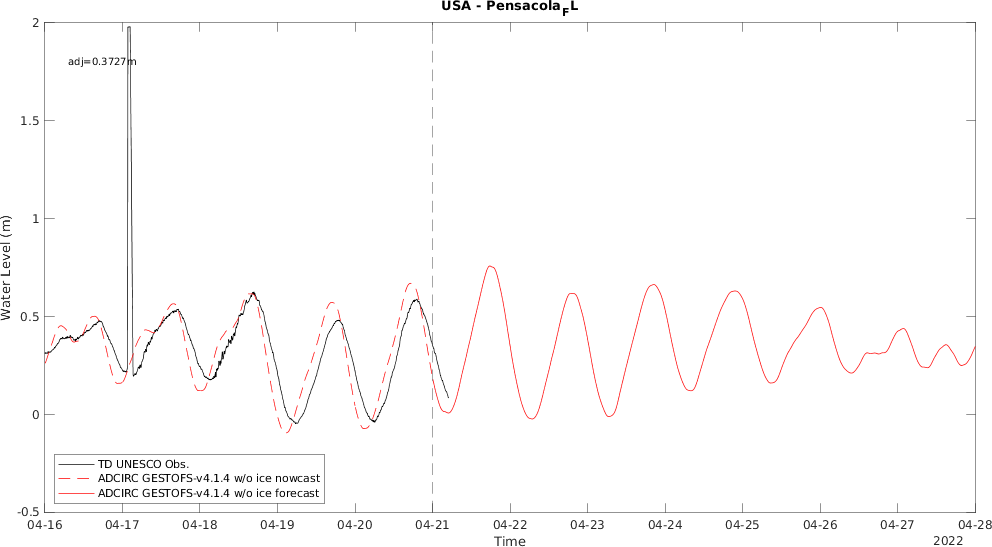 USA - Pensacola_FL
2
adj=0.3727m
1.5
1
0.5
0
-0.5
Water Level (m)
TD UNESCO Obs.
ADCIRC GESTOFS-v4.1.4 w/o ice nowcast
ADCIRC GESTOFS-v4.1.4 w/o ice forecast
04-16 04-17 04-18 04-19 04-20 04-21 04-22 04-23 04-24 04-25 04-26 04-27 04-28
Time
2022